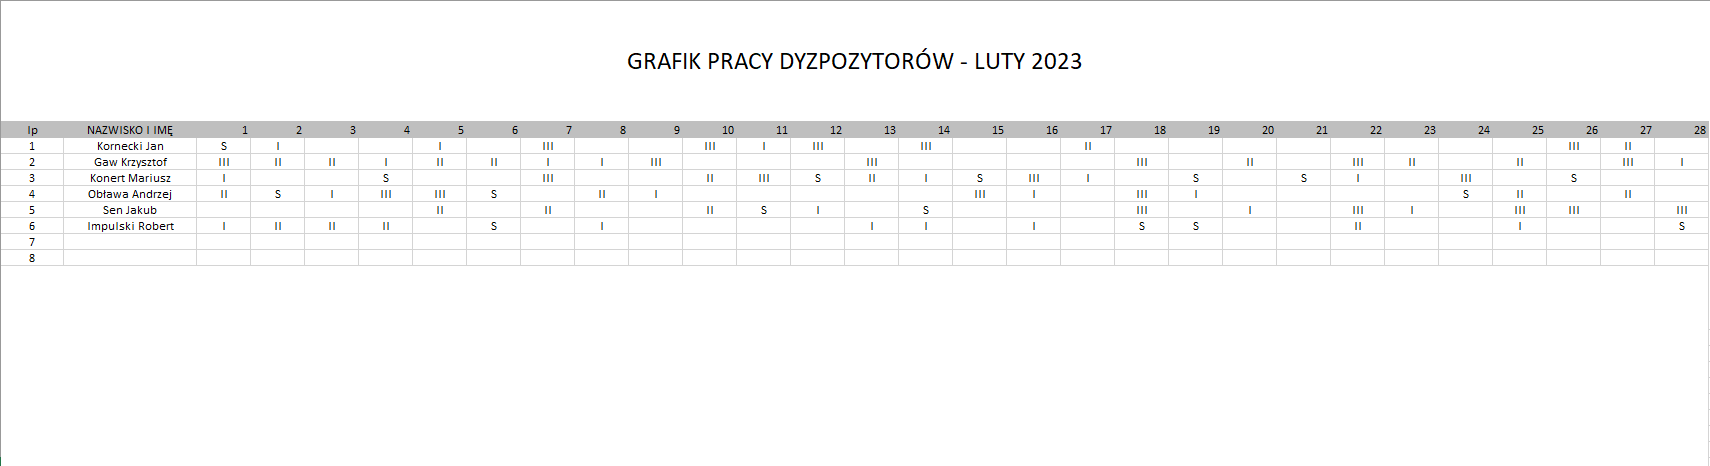 GRAFIK PRACY DYZPOZYTORÓW - LUTY 2023
lp NAZWISKO I IMĘ 1 2 3 4 5 6 7 8 9 10 11 12 13 14 15 16 17 18 19 20 21 22 23 24 25 26 27 28
1 Kornecki Jan S I I III III I III III II III II
2 Gaw Krzysztof III II II I II II I I III III III II III II II III I
3 Konert Mariusz I S III II III S II I S III I S S I III S
4 Obława Andrzej II S I III III S II I III I III I S II II
5 Sen Jakub II II II S I S III I III I III III III
6 Impulski Robert I II II II S I I I I S S II I S
7
8